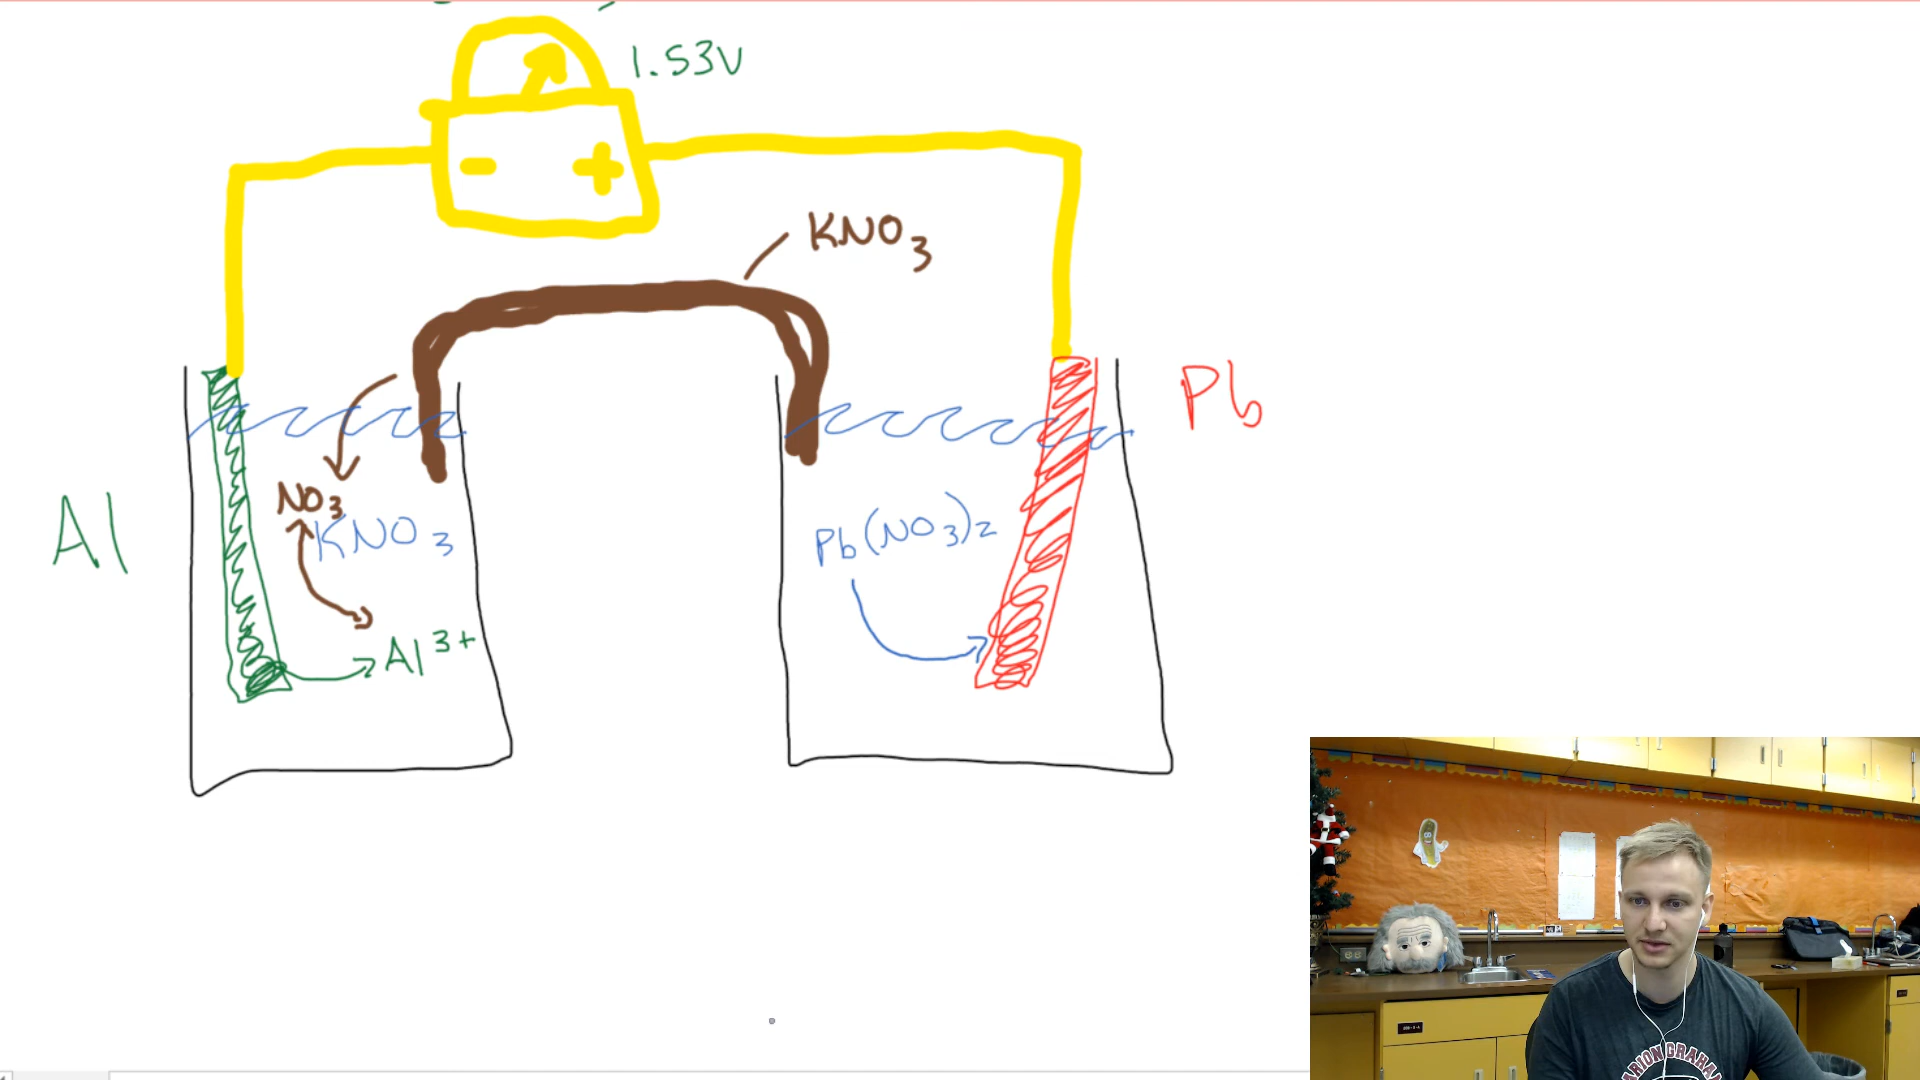 1.53V
- +
KNO3
Pb
NO3
KNO3
Pb(NO3)2
Al
Al3+